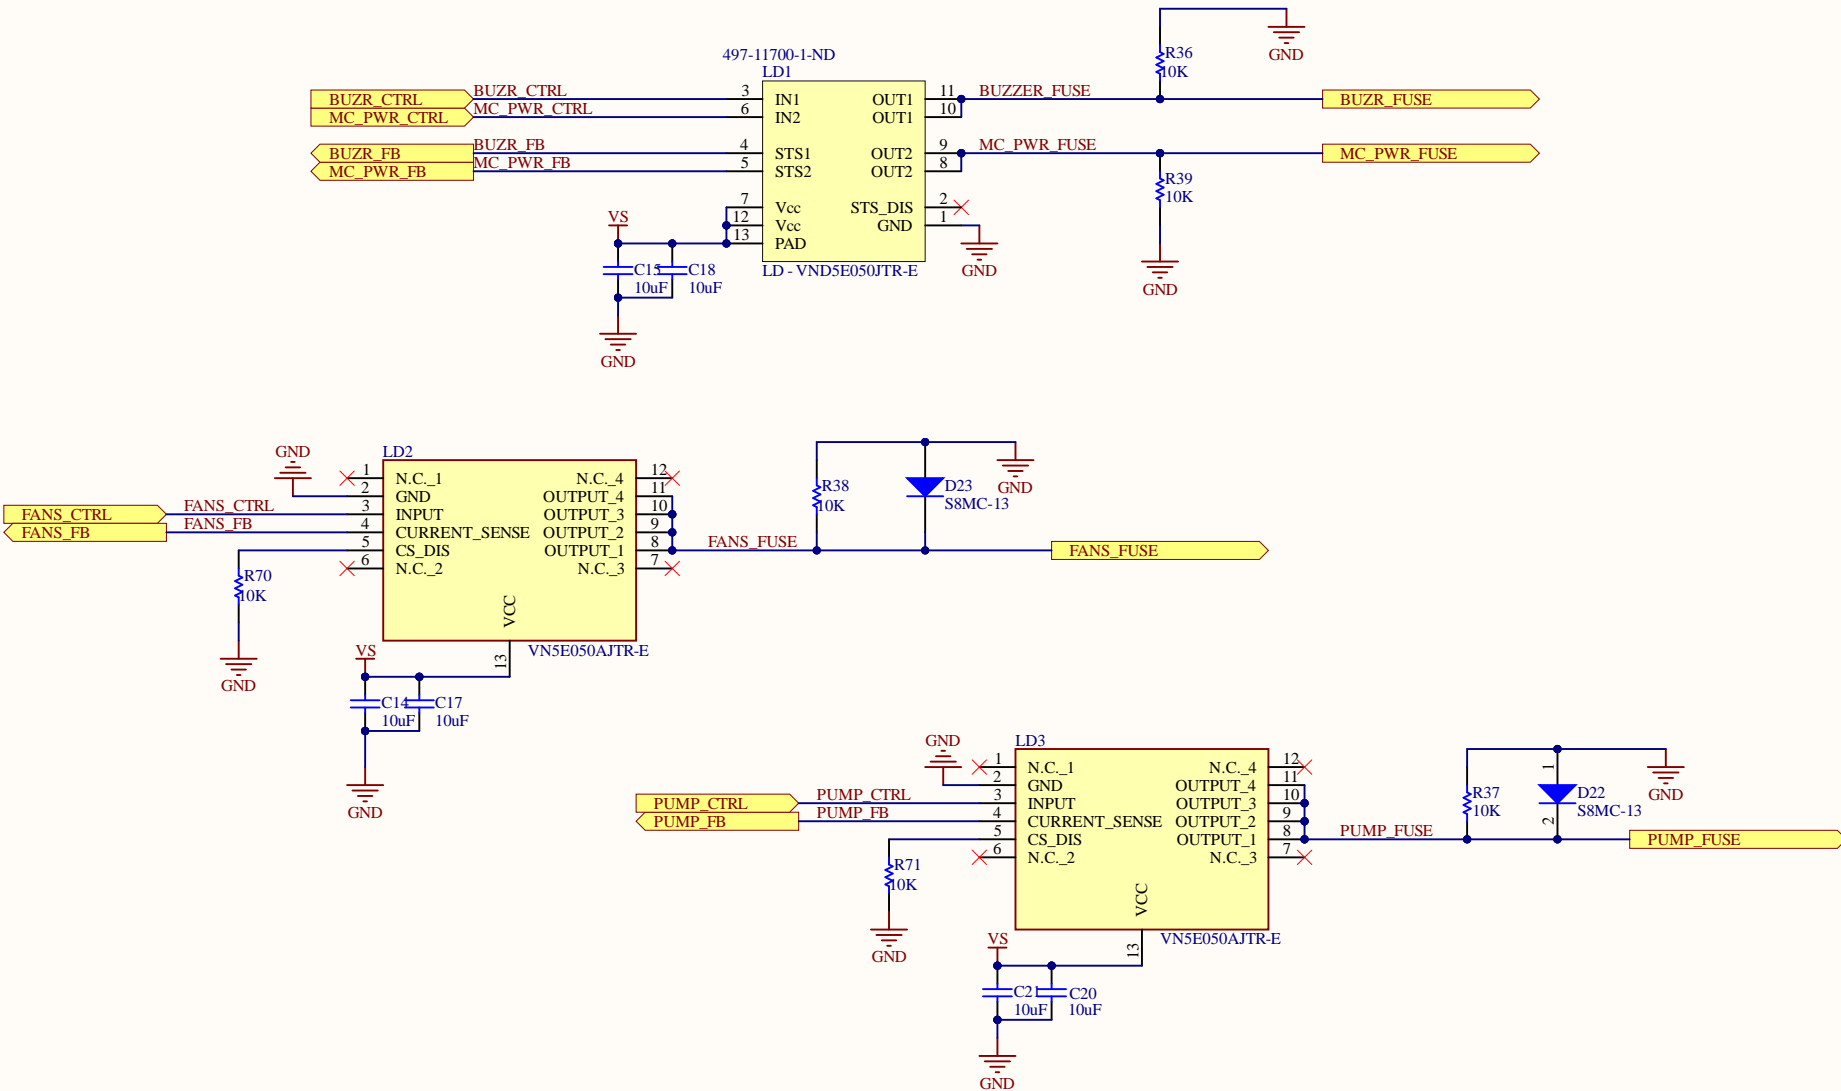 497-11700-1-ND
LD1
BUZR_CTRL BUZR_CTRL 3 IN1 OUT1 11 BUZZER_FUSE BUZR_FUSE
MC_PWR_CTRL MC_PWR_CTRL 6 IN2 OUT1 10
BUZR_FB BUZR_FB 4 STS1 OUT2 9 MC_PWR_FUSE MC_PWR_FUSE
MC_PWR_FB MC_PWR_FB 5 STS2 OUT2 8
7 Vcc STS_DIS 2
12 Vcc GND 1
13 PAD
LD - VND5E050JTR-E
R36
10K
GND
R39
10K
GND
GND
VS
C15 C18
10uF 10uF
GND
LD2
GND
1 N.C._1 N.C._4 12
2 GND OUTPUT_4 11
FANS_CTRL FANS_CTRL 3 INPUT OUTPUT_3 10
FANS_FB FANS_FB 4 CURRENT_SENSE OUTPUT_2 9
5 CS_DIS OUTPUT_1 8 FANS_FUSE FANS_FUSE
6 N.C._2 N.C._3 7
VCC
13
VN5E050AJTR-E
R70
10K
GND
VS
C14 C17
10uF 10uF
GND
R38
10K
D23
S8MC-13
GND
LD3
GND
1 N.C._1 N.C._4 12
2 GND OUTPUT_4 11
PUMP_CTRL PUMP_CTRL 3 INPUT OUTPUT_3 10
PUMP_FB PUMP_FB 4 CURRENT_SENSE OUTPUT_2 9
5 CS_DIS OUTPUT_1 8 PUMP_FUSE PUMP_FUSE
6 N.C._2 N.C._3 7
VCC
13
VN5E050AJTR-E
R71
10K
GND
VS
C21 C20
10uF 10uF
GND
R37
10K
1
D22
S8MC-13
2
GND